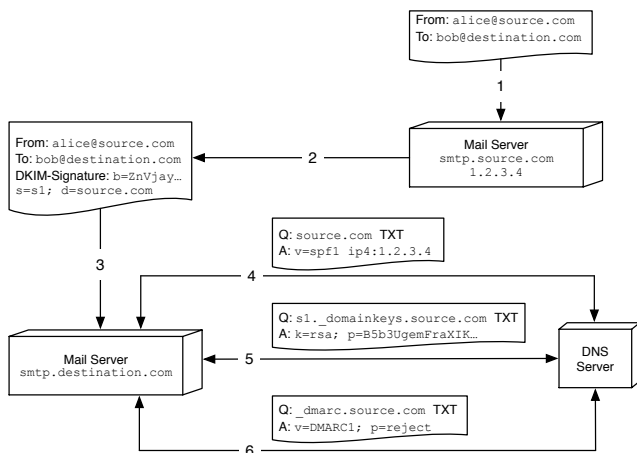 From: alice@source.com
To: bob@destination.com
1
Mail Server
smtp.source.com
1.2.3.4
2
From: alice@source.com
To: bob@destination.com
DKIM-Signature: b=ZnVjay…
s=s1; d=source.com
3
Q: source.com TXT
A: v=spf1 ip4:1.2.3.4
4
Q: s1._domainkeys.source.com TXT
A: k=rsa; p=B5b3UgemFraXIK…
5
Mail Server
smtp.destination.com
DNS
Server
Q: _dmarc.source.com TXT
A: v=DMARC1; p=reject
6